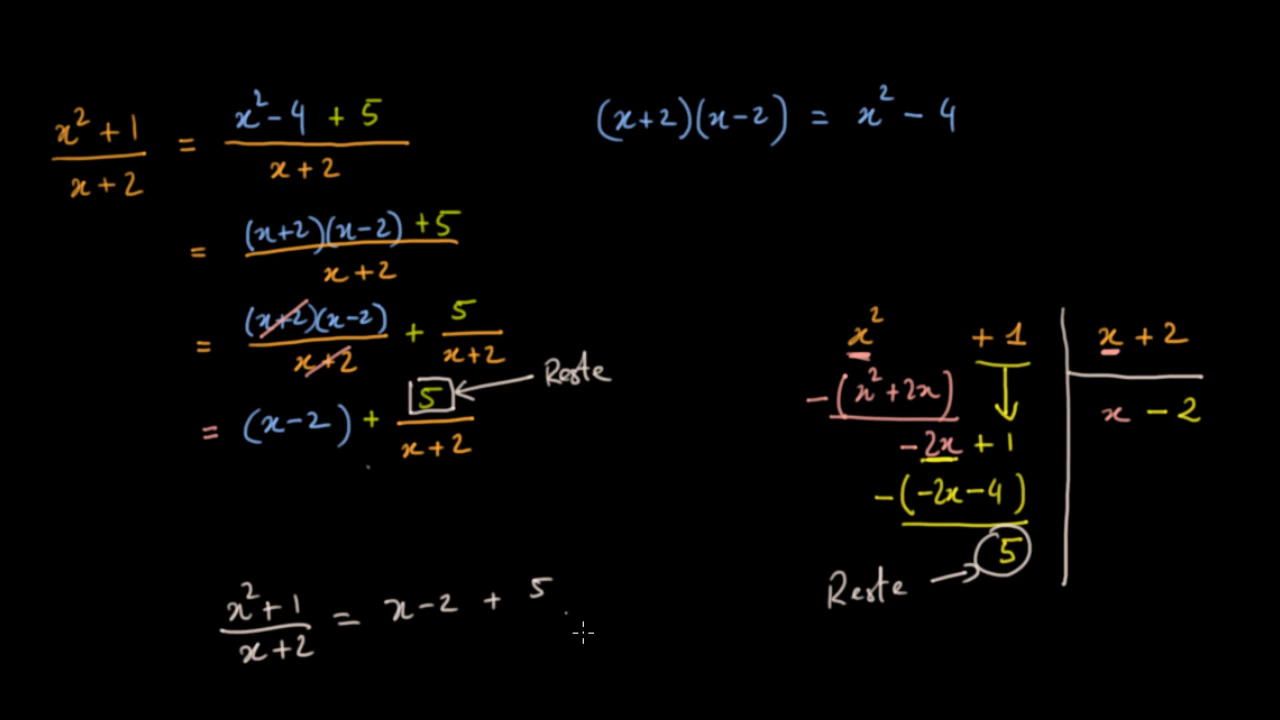 (x²+1)/(x+2) = (x²-4+5)/(x+2)
= ((x+2)(x-2)+5)/(x+2)
= ((x+2)(x-2))/(x+2) + 5/(x+2)
= (x-2) + 5/(x+2)
Reste
(x+2)(x-2) = x²-4
x² +1 | x+2
-(x²+2x) | x-2
-2x+1
-(-2x-4)
5
Reste
(x²+1)/(x+2) = x-2 + 5